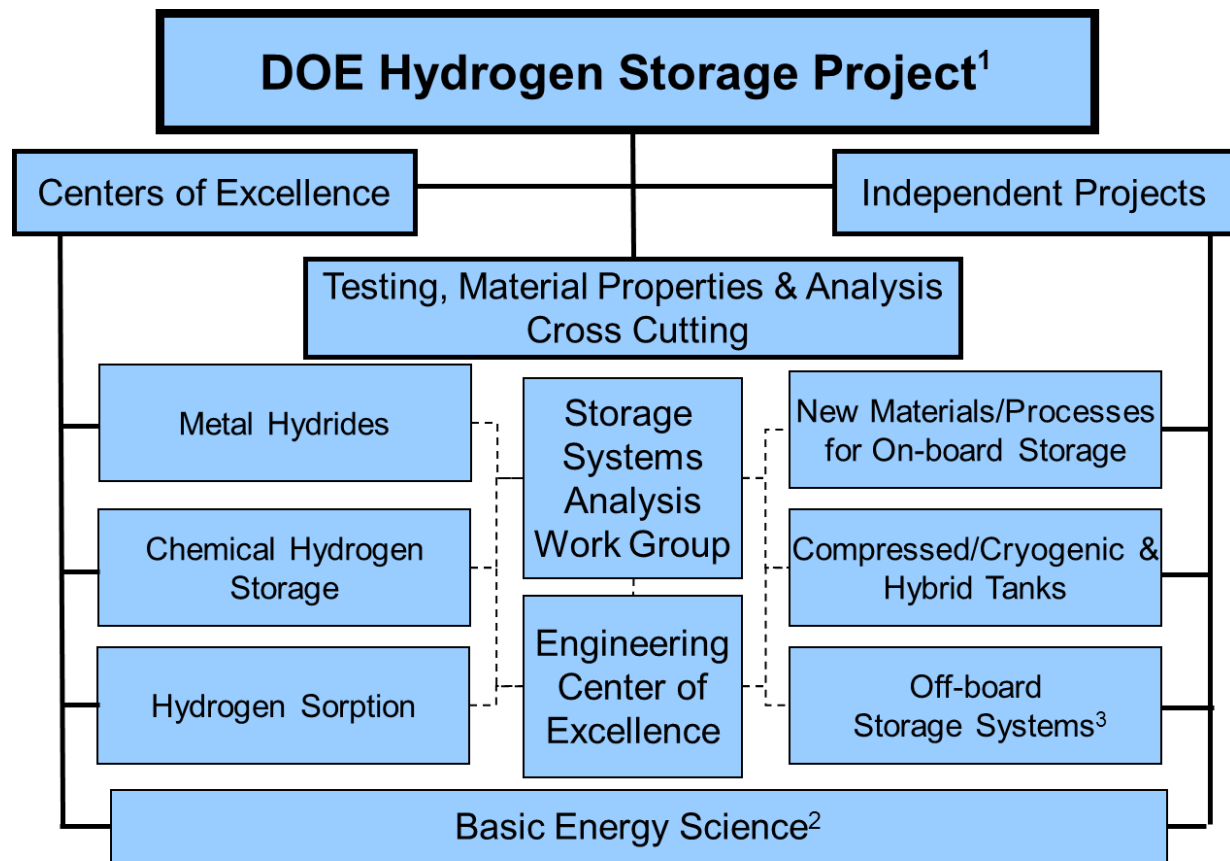 DOE Hydrogen Storage Project¹
Centers of Excellence
Independent Projects
Testing, Material Properties & Analysis
Cross Cutting
Metal Hydrides
Storage
Systems
Analysis
Work Group
New Materials/Processes
for On-board Storage
Chemical Hydrogen
Storage
Compressed/Cryogenic &
Hybrid Tanks
Hydrogen Sorption
Engineering
Center of
Excellence
Off-board
Storage Systems³
Basic Energy Science²